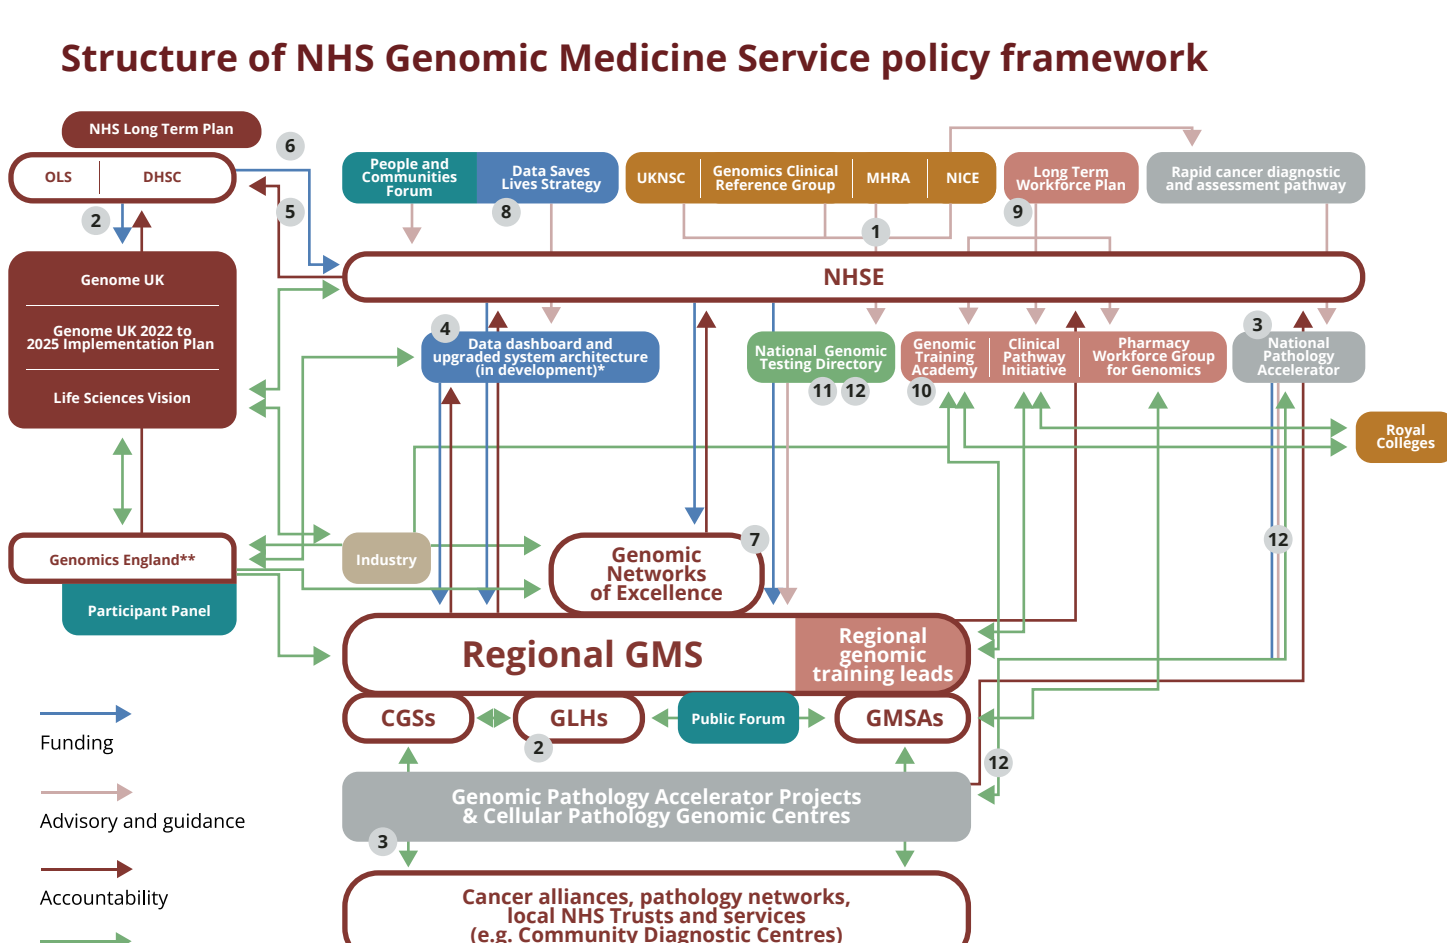 Structure of NHS Genomic Medicine Service policy framework
NHS Long Term Plan
OLS
DHSC
6
5
2
People and
Communities
Forum
Data Saves
Lives Strategy
8
UKNSC
Genomics Clinical
Reference Group
MHRA
NICE
1
Long Term
Workforce Plan
9
Rapid cancer diagnostic
and assessment pathway
NHSE
Genome UK
Genome UK 2022 to
2025 Implementation Plan
Life Sciences Vision
4
Data dashboard and
upgraded system architecture
(in development)*
National Genomic
Testing Directory
11
12
Genomic
Training
Academy
10
Clinical
Pathway
Initiative
Pharmacy
Workforce Group
for Genomics
3
National
Pathology
Accelerator
Royal
Colleges
Genomics England**
Participant Panel
Industry
Genomic
Networks
of Excellence
7
12
Regional GMS
Regional
genomic
training leads
CGSs
GLHs
2
Public Forum
GMSAs
12
Genomic Pathology Accelerator Projects
& Cellular Pathology Genomic Centres
3
Cancer alliances, pathology networks,
local NHS Trusts and services
(e.g. Community Diagnostic Centres)
Funding
Advisory and guidance
Accountability